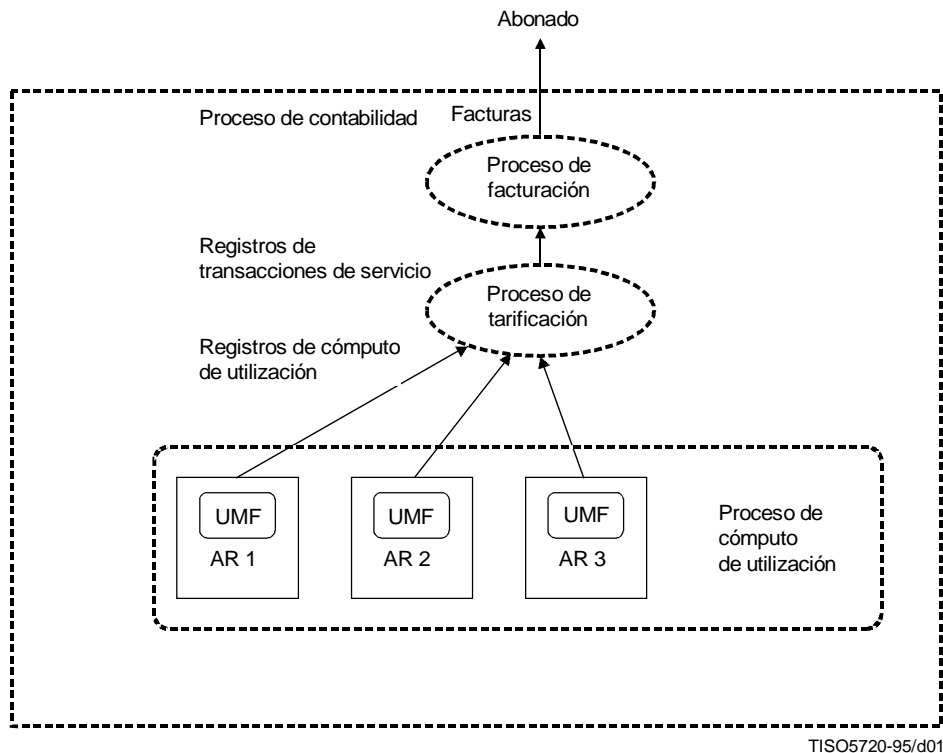 Abonado
Proceso de contabilidad
Facturas
Proceso de
facturación
Registros de
transacciones de servicio
Proceso de
tarificación
Registros de cómputo
de utilización
UMF
AR 1
UMF
AR 2
UMF
AR 3
Proceso de
cómputo
de utilización
TISO5720-95/d01